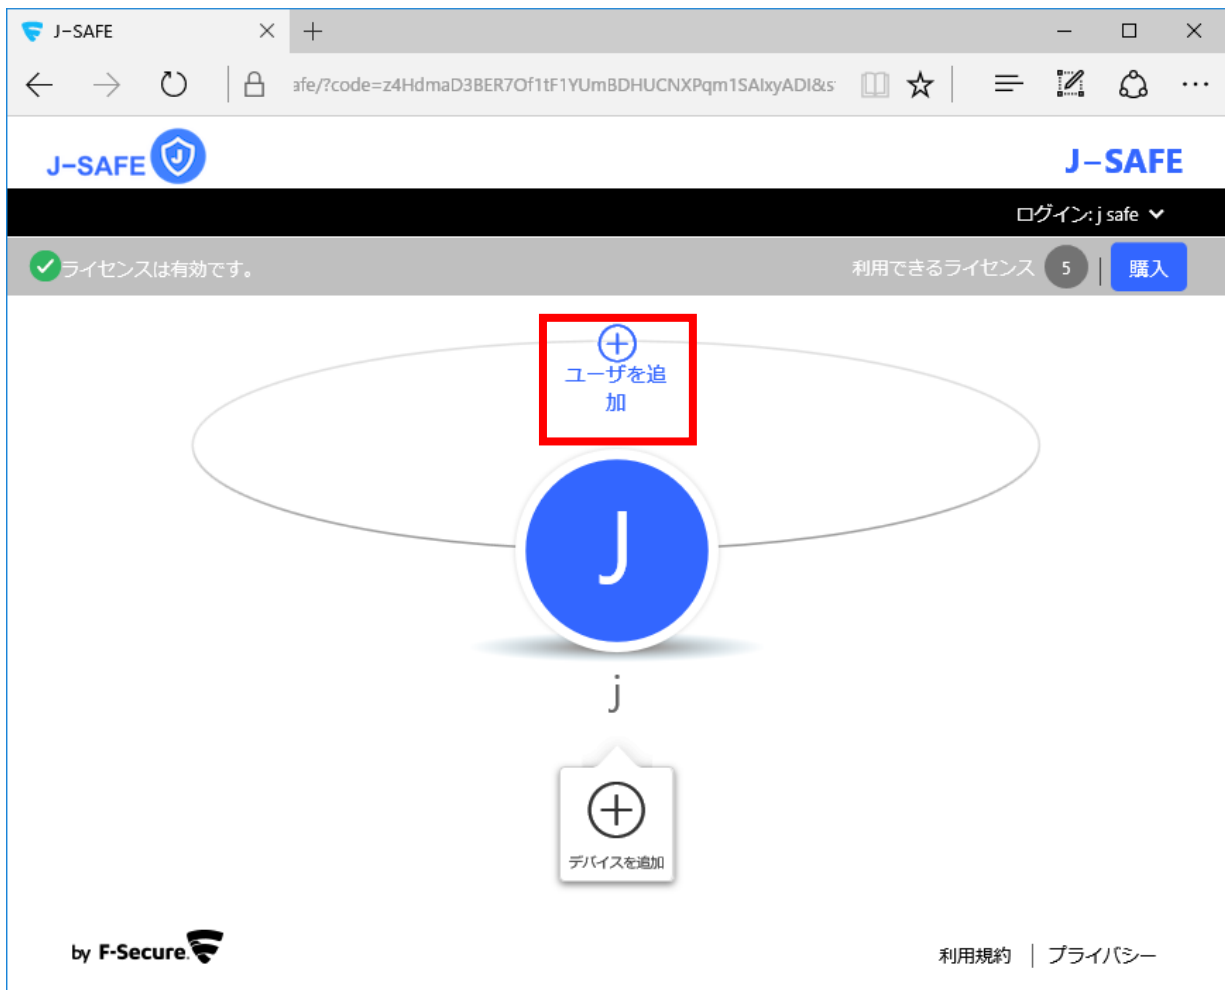 J-SAFE
afe/?code=z4HdmaD3BER7Of1tF1YUmBDHUCNXPqm1SAIxyADI&s
J-SAFE
J-SAFE
ログイン: j safe
ライセンスは有効です。
利用できるライセンス 5 | 購入
ユーザを追
加
J
j
デバイスを追加
by F-Secure.
利用規約 | プライバシー